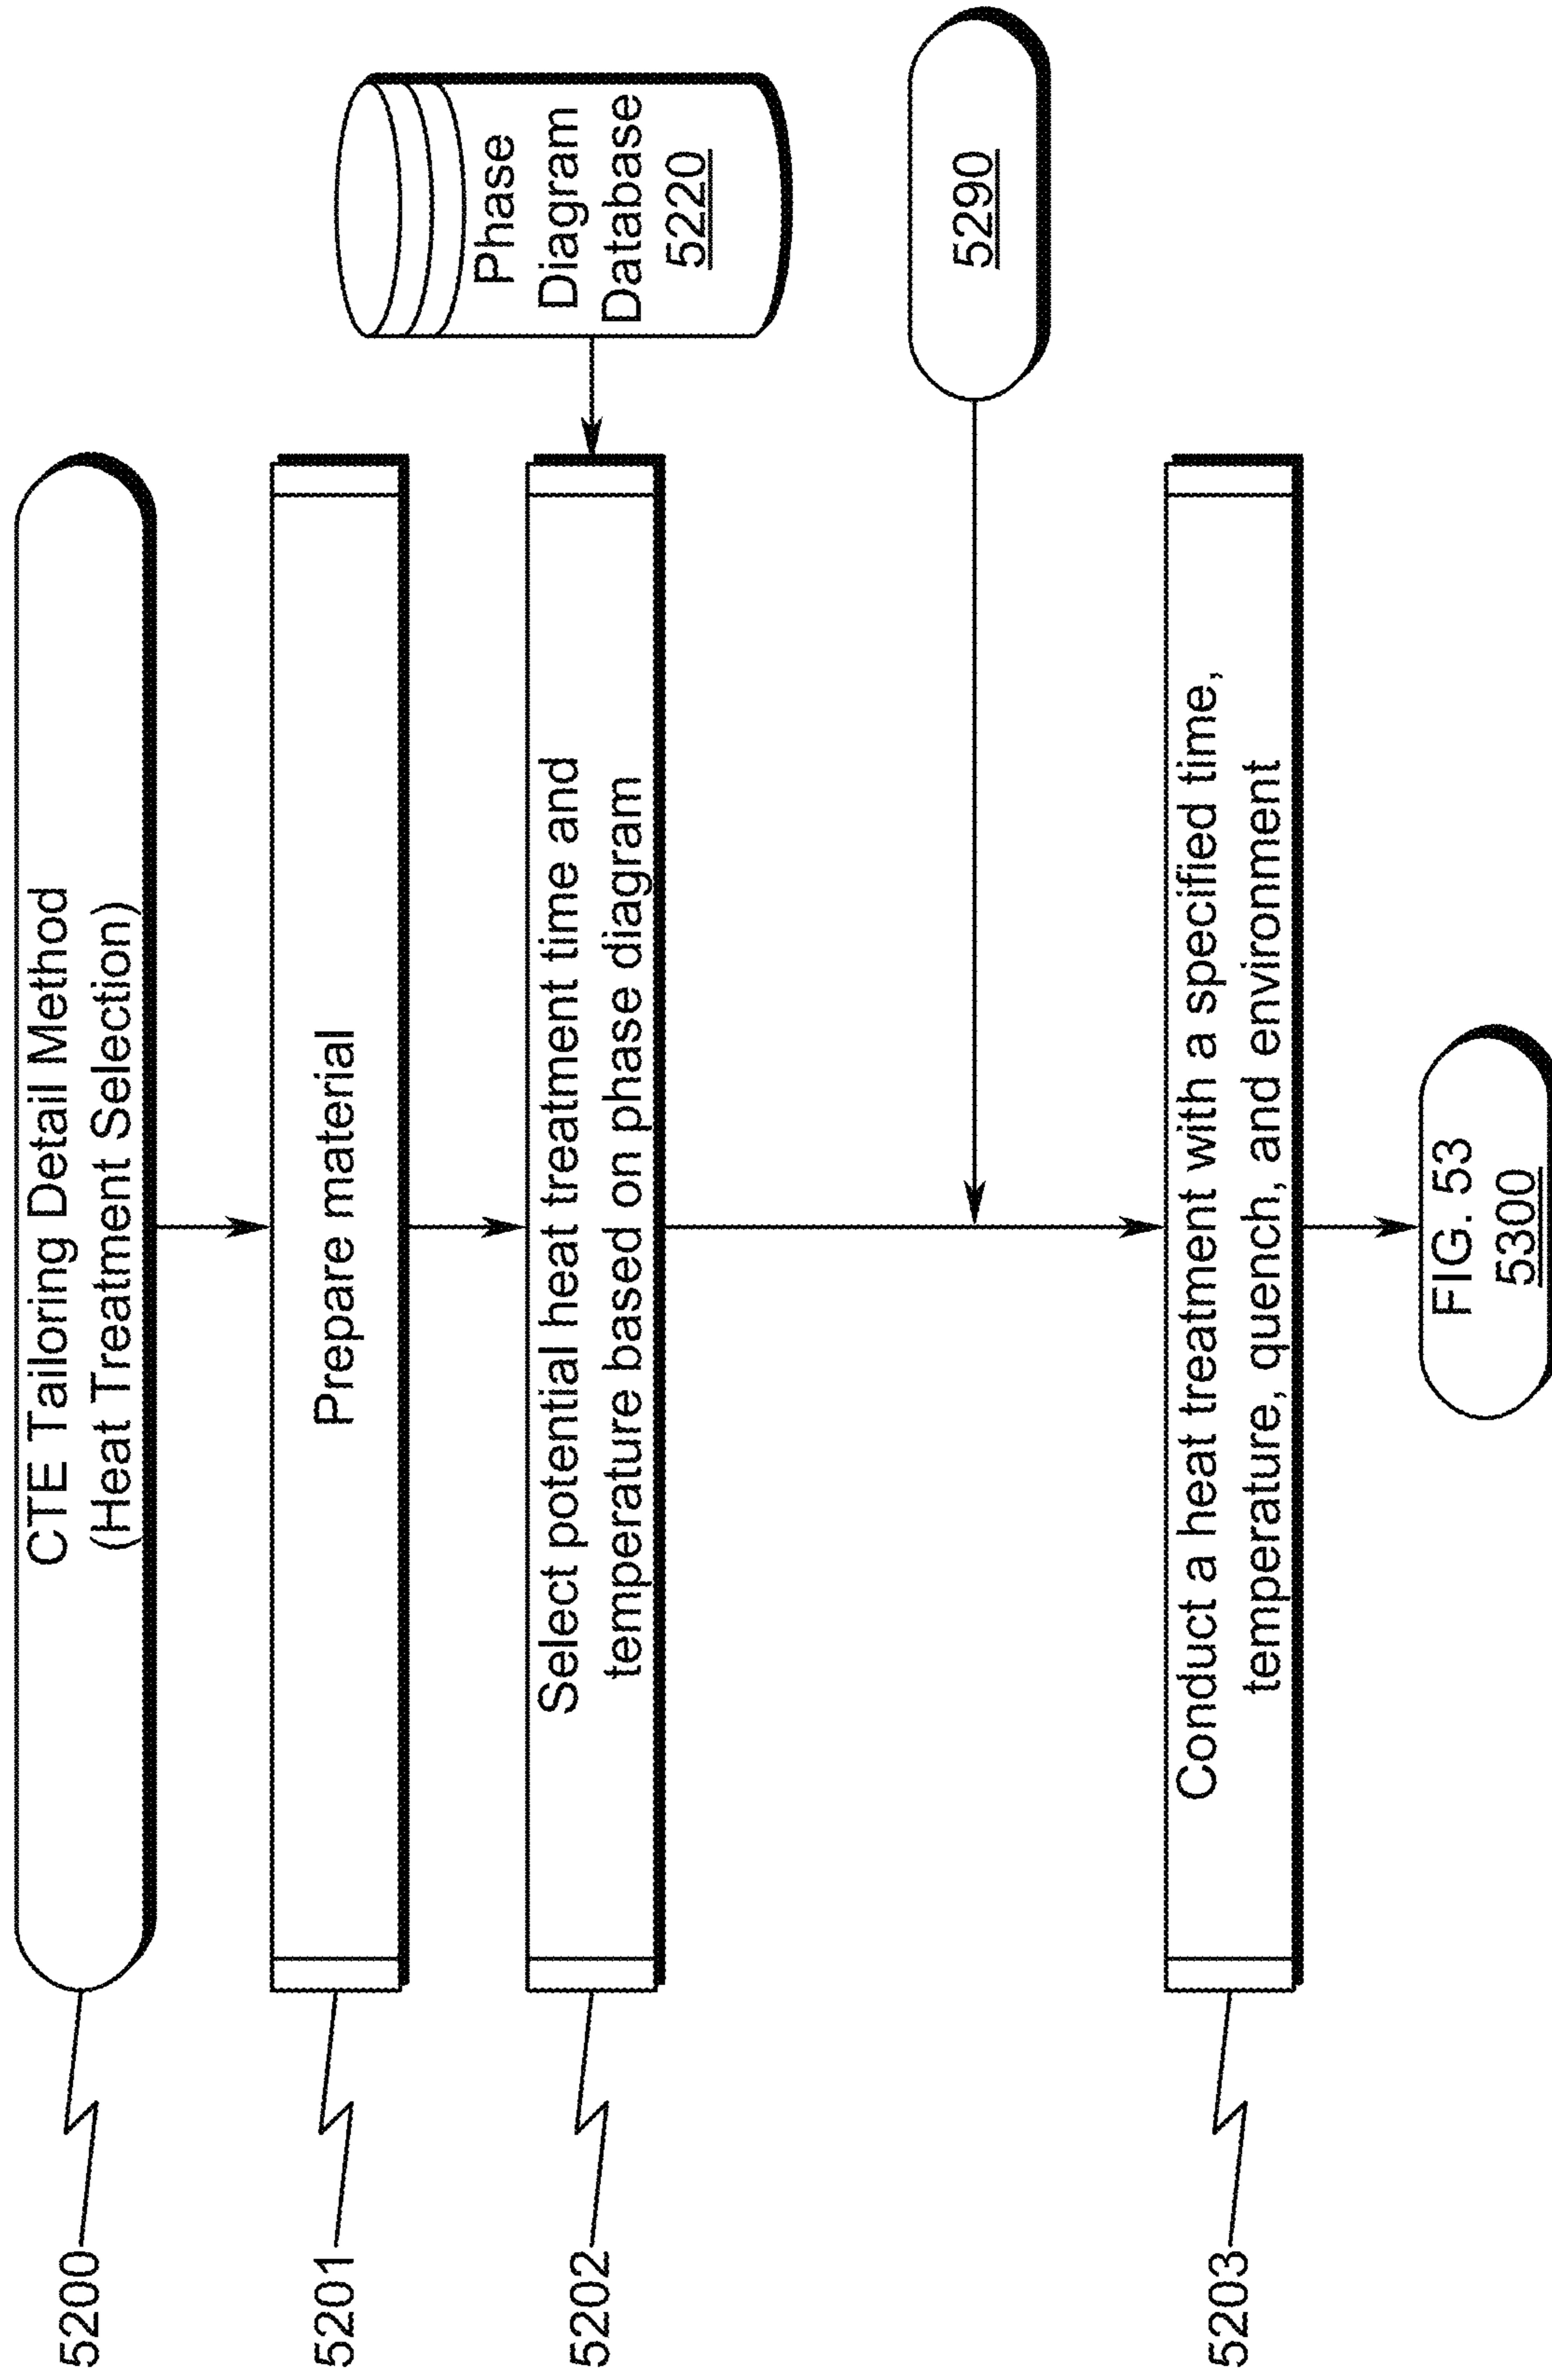 5200
CTE Tailoring Detail Method
(Heat Treatment Selection)
5201
Prepare material
5202
Select potential heat treatment time and
temperature based on phase diagram
Phase
Diagram
Database
5220
5290
5203
Conduct a heat treatment with a specified time,
temperature, quench, and environment
FIG. 53
5300